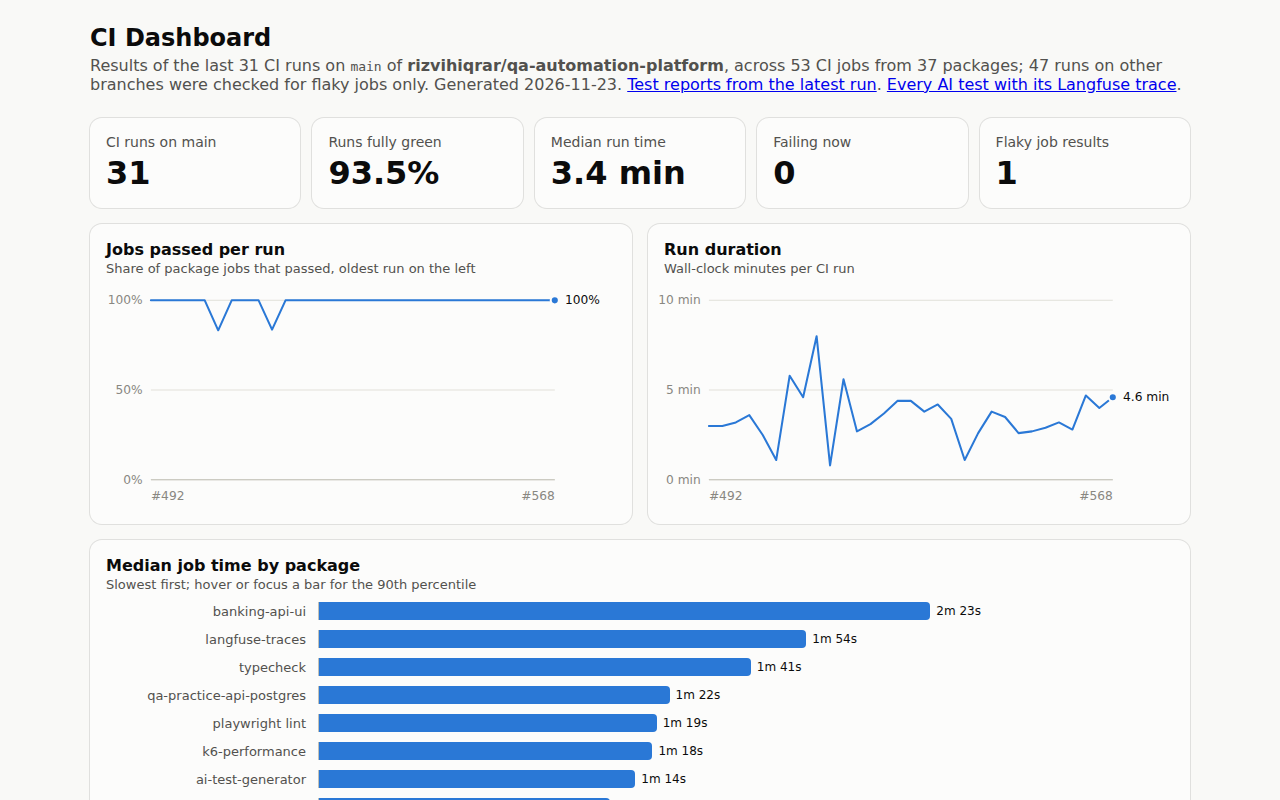 CI Dashboard
Results of the last 31 CI runs on main of rizvihiqrar/qa-automation-platform, across 53 CI jobs from 37 packages; 47 runs on other
branches were checked for flaky jobs only. Generated 2026-11-23. Test reports from the latest run. Every AI test with its Langfuse trace.
CI runs on main
31
Runs fully green
93.5%
Median run time
3.4 min
Failing now
0
Flaky job results
1
Jobs passed per run
Share of package jobs that passed, oldest run on the left
100%
50%
0%
100%
#492
#568
Run duration
Wall-clock minutes per CI run
10 min
5 min
0 min
4.6 min
#492
#568
Median job time by package
Slowest first; hover or focus a bar for the 90th percentile
banking-api-ui 2m 23s
langfuse-traces 1m 54s
typecheck 1m 41s
qa-practice-api-postgres 1m 22s
playwright lint 1m 19s
k6-performance 1m 18s
ai-test-generator 1m 14s